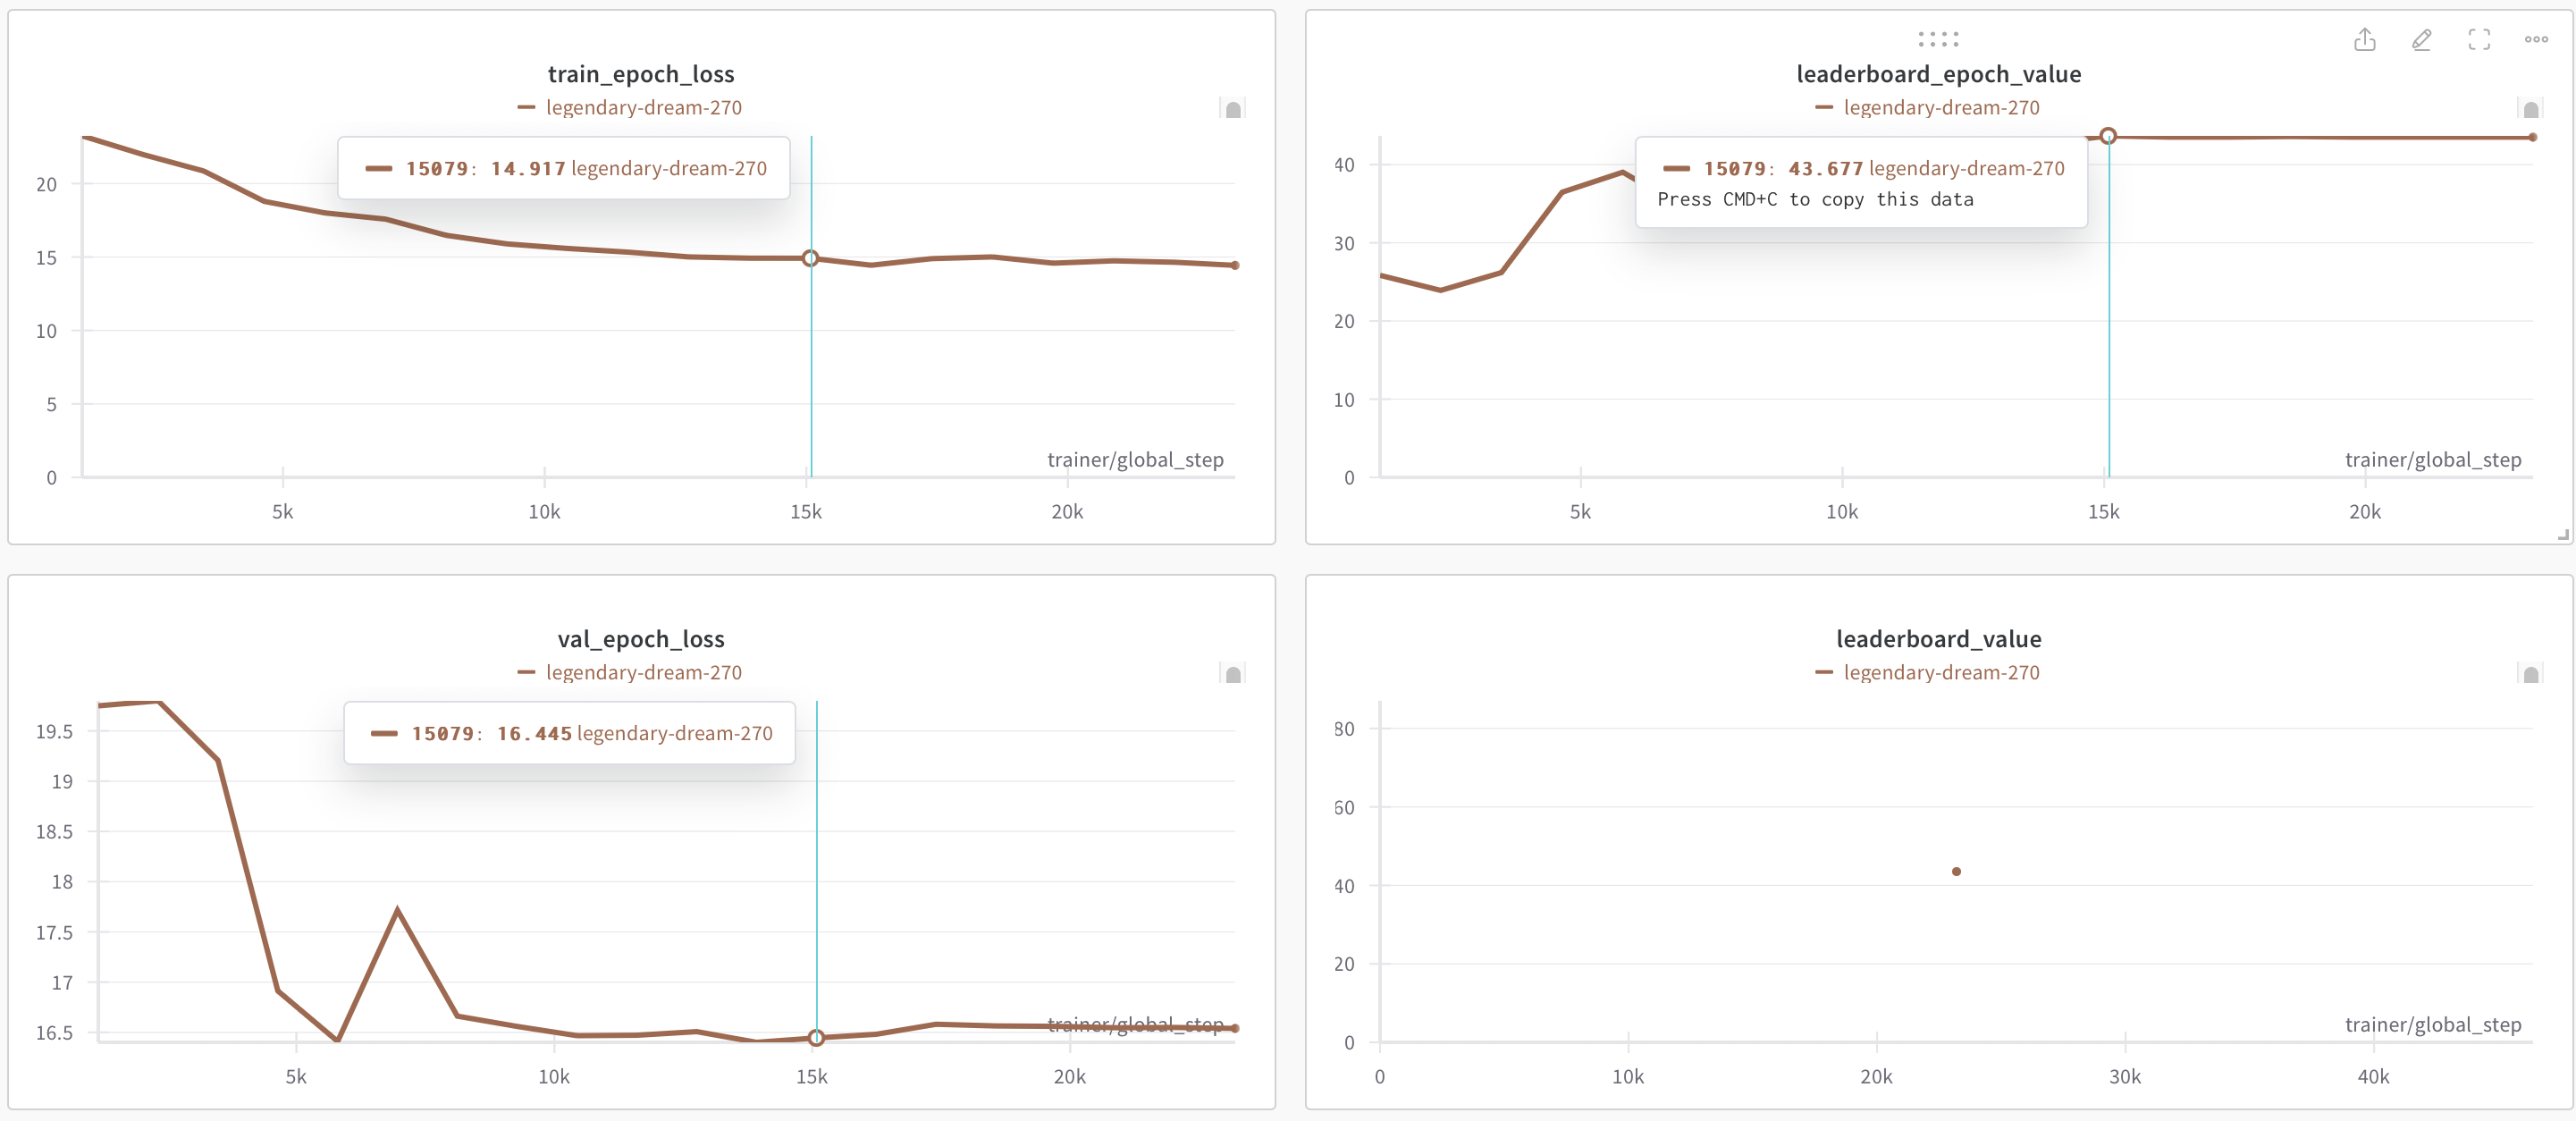 train_epoch_loss
legendary-dream-270
15079: 14.917 legendary-dream-270
20
15
10
5
0
trainer/global_step
5k
10k
15k
20k
leaderboard_epoch_value
legendary-dream-270
15079: 43.677 legendary-dream-270
Press CMD+C to copy this data
40
30
20
10
0
trainer/global_step
5k
10k
15k
20k
val_epoch_loss
legendary-dream-270
15079: 16.445 legendary-dream-270
19.5
19
18.5
18
17.5
17
16.5
trainer/global_step
5k
10k
15k
20k
leaderboard_value
legendary-dream-270
80
60
40
20
0
trainer/global_step
0
10k
20k
30k
40k